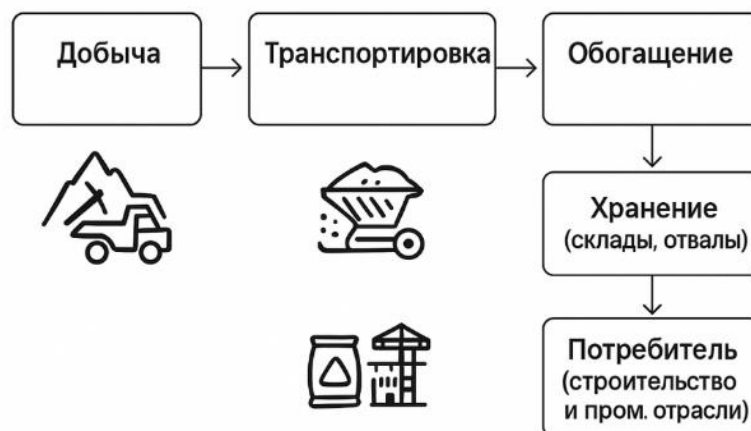 Добыча
Транспортировка
Обогащение
Хранение
(склады, отвалы)
Потребитель
(строительство
и пром. отрасли)